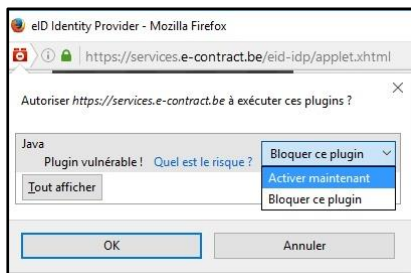 eID Identity Provider - Mozilla Firefox
https://services.e-contract.be/eid-idp/applet.xhtml
Autoriser https://services.e-contract.be à exécuter ces plugins ?
Java
Plugin vulnérable ! Quel est le risque ? Bloquer ce plugin
Activer maintenant
Tout afficher Bloquer ce plugin
OK Annuler